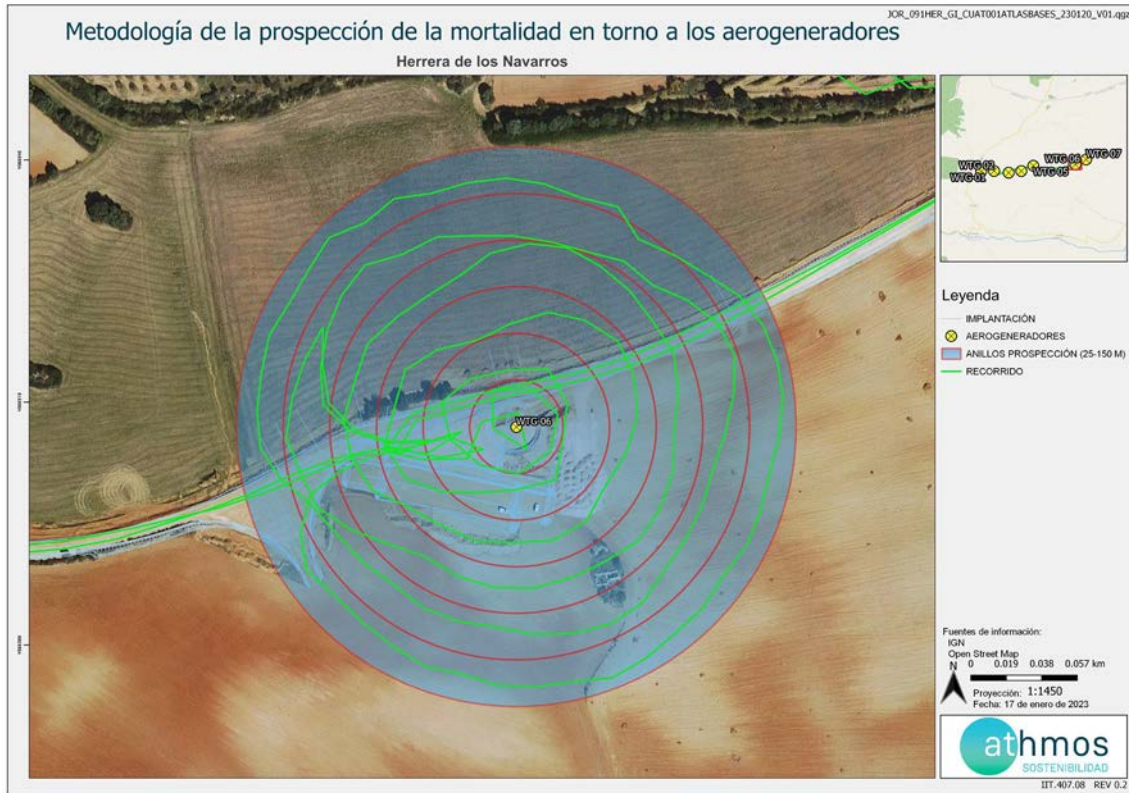 JOR_091HER_GI_CUAT001ATLASBASES_230120_V01.qgz
Metodología de la prospección de la mortalidad en torno a los aerogeneradores
Herrera de los Navarros
WTG-06
WTG-02
WTG-01
WTG-06
WTG-07
WTG-05
Leyenda
IMPLANTACIÓN
AEROGENERADORES
ANILLOS PROSPECCIÓN (25-150 M)
RECORRIDO
Fuentes de información:
IGN
Open Street Map
N 0 0.019 0.038 0.057 km
Proyección: 1:1450
Fecha: 17 de enero de 2023
athmos
SOSTENIBILIDAD
IIT.407.08 REV 0.2